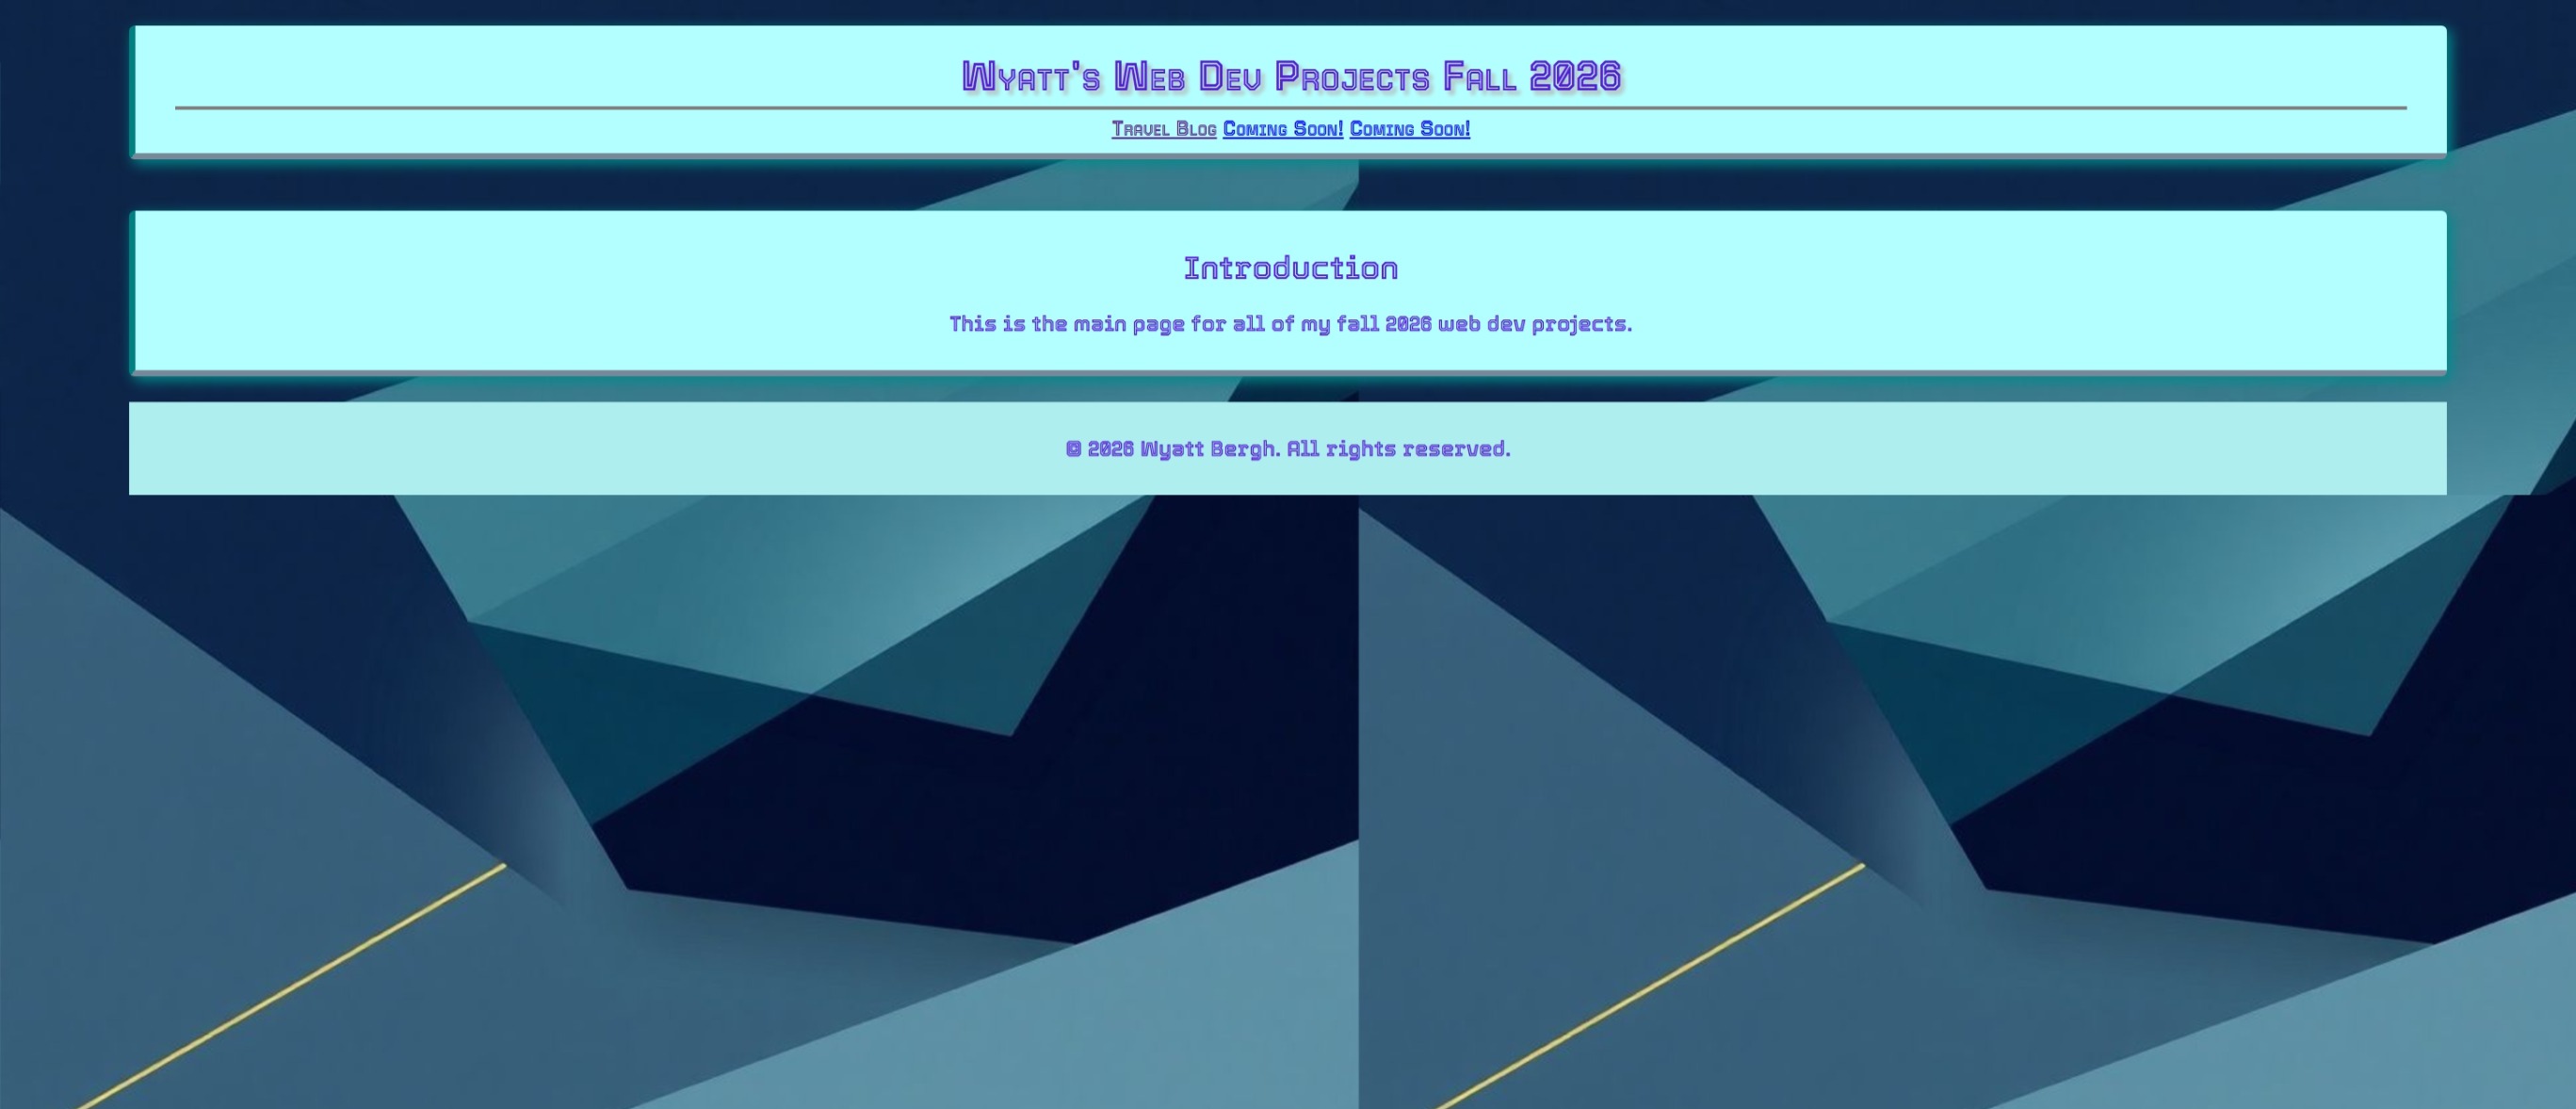 Wyatt's Web Dev Projects Fall 2026
Travel Blog Coming Soon! Coming Soon!
Introduction
This is the main page for all of my fall 2026 web dev projects.
© 2026 Wyatt Bergh. All rights reserved.